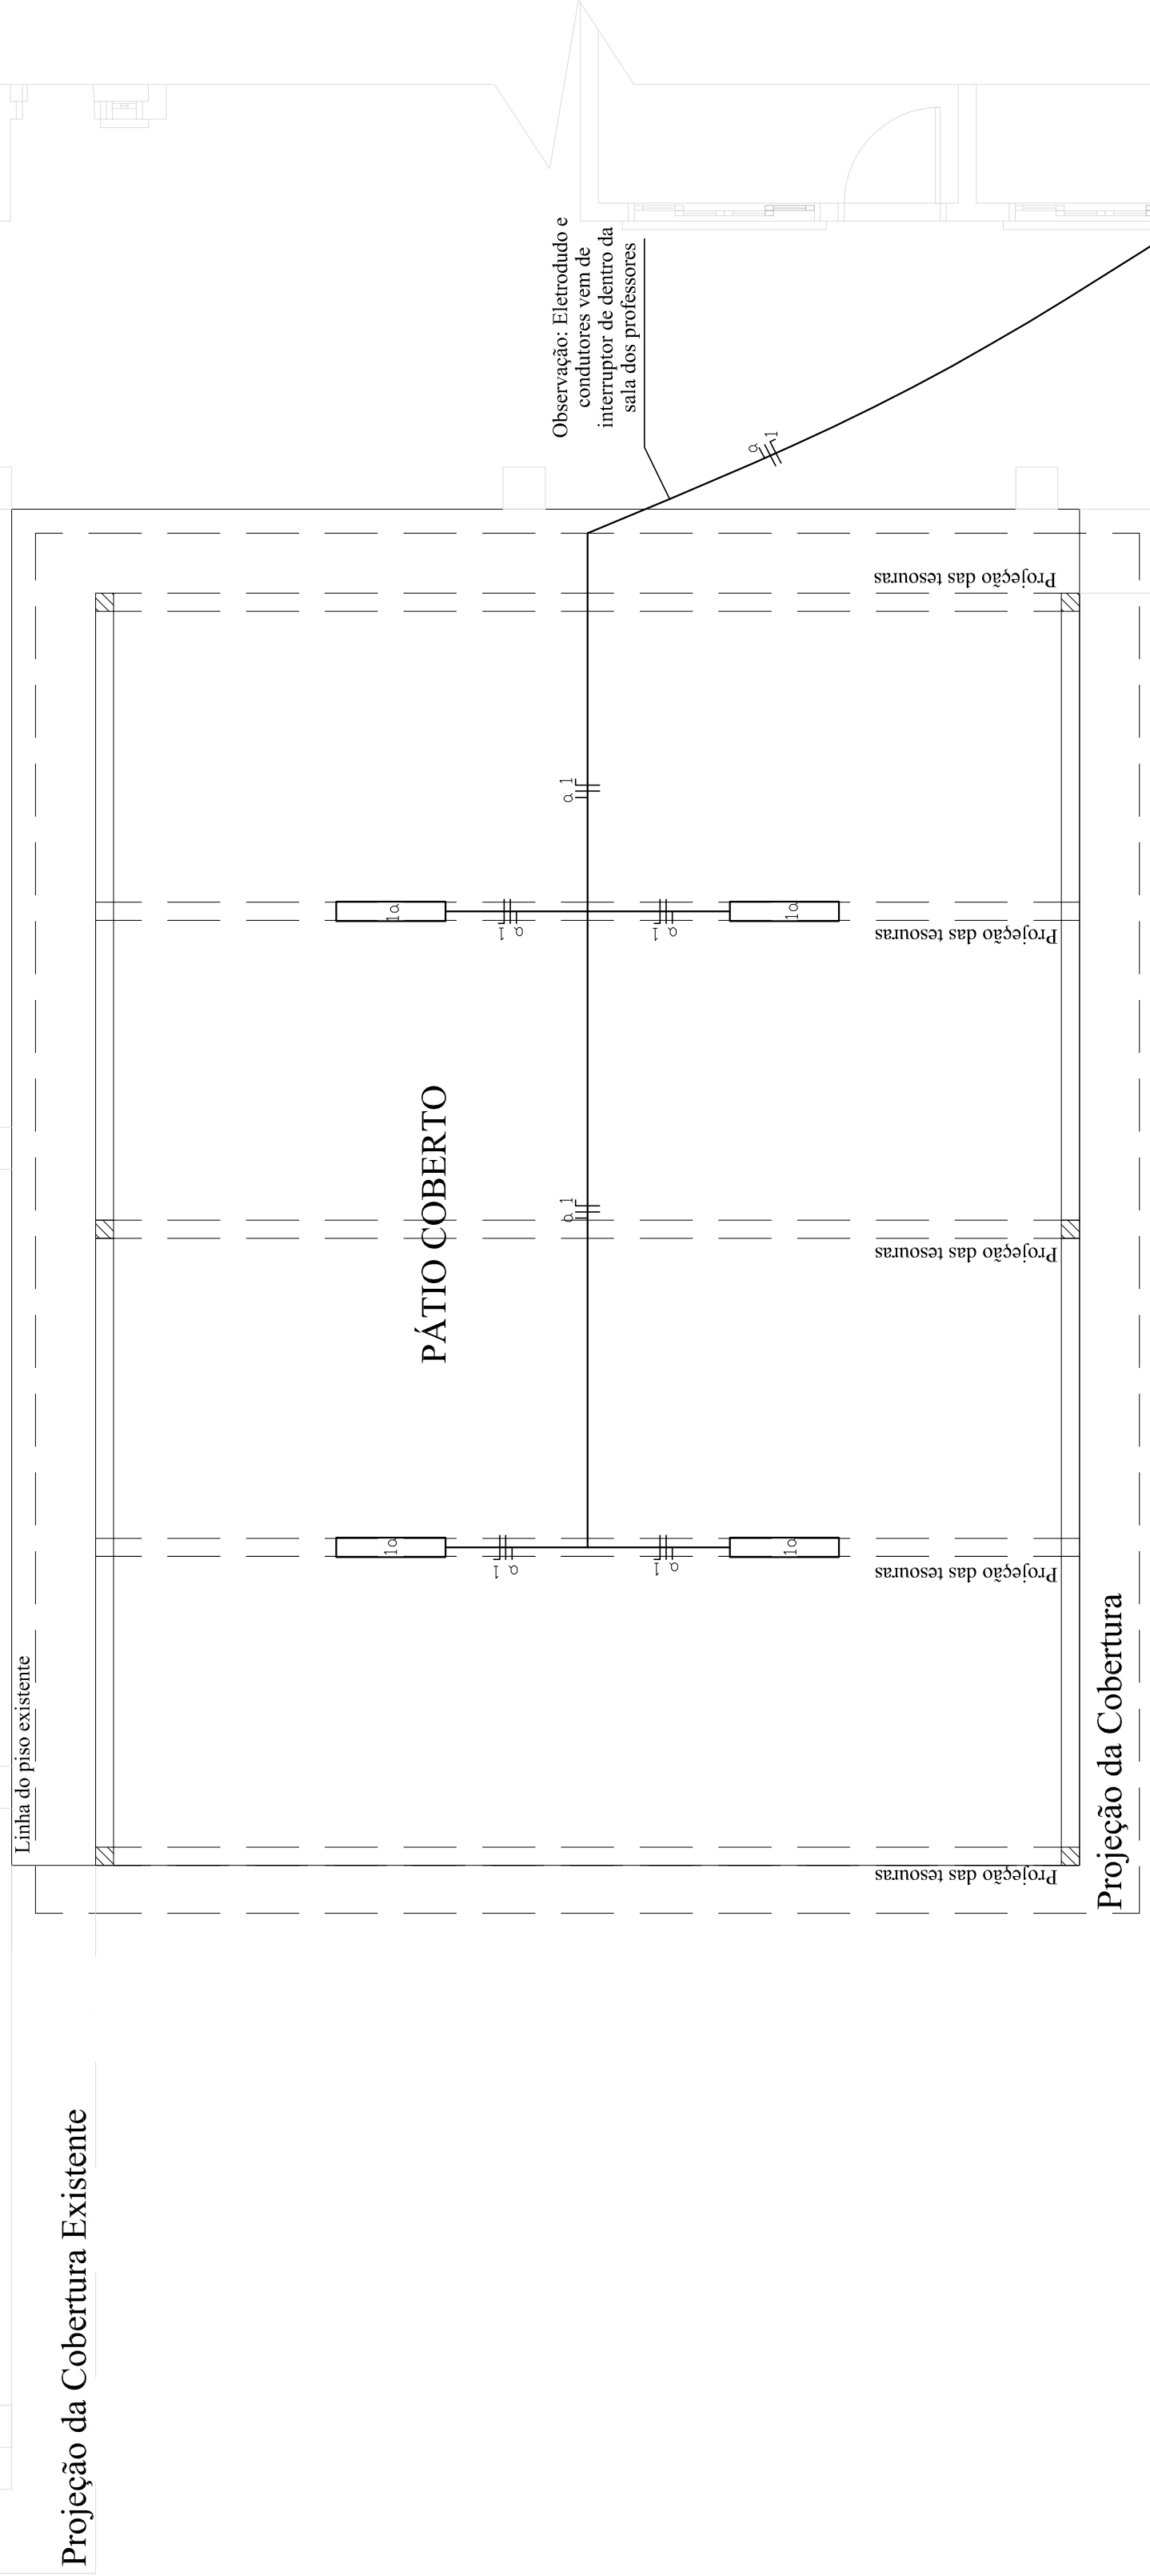 Observação: Eletrodudo e
condutores vem de
interruptor de dentro da
sala dos professores
a
1
Projeção das tesouras
a 1
1a
1 a
1 a
1a
Projeção das tesouras
PÁTIO COBERTO
a 1
Projeção das tesouras
1a
1 a
1 a
1a
Projeção das tesouras
Linha do piso existente
Projeção da Cobertura
Projeção das tesouras
Projeção da Cobertura Existente